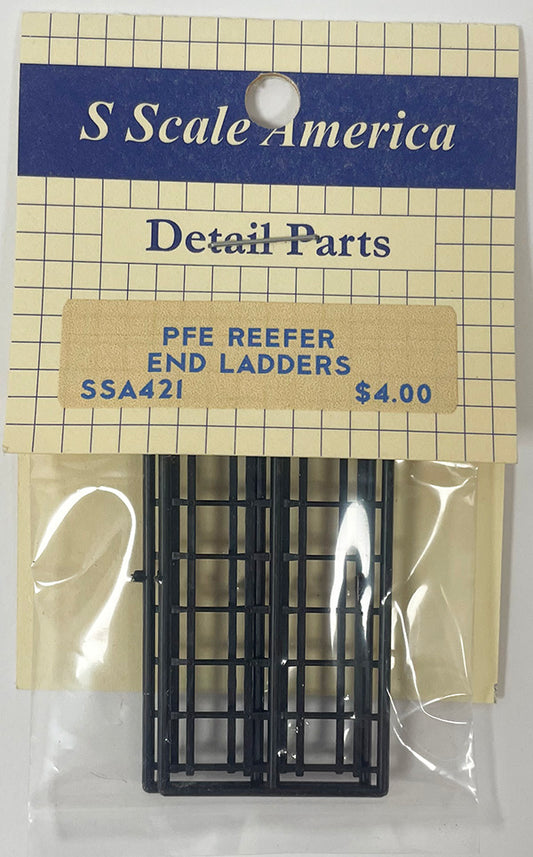 S Scale America
Detail Parts
PFE REEFER
END LADDERS
SSA421 $4.00